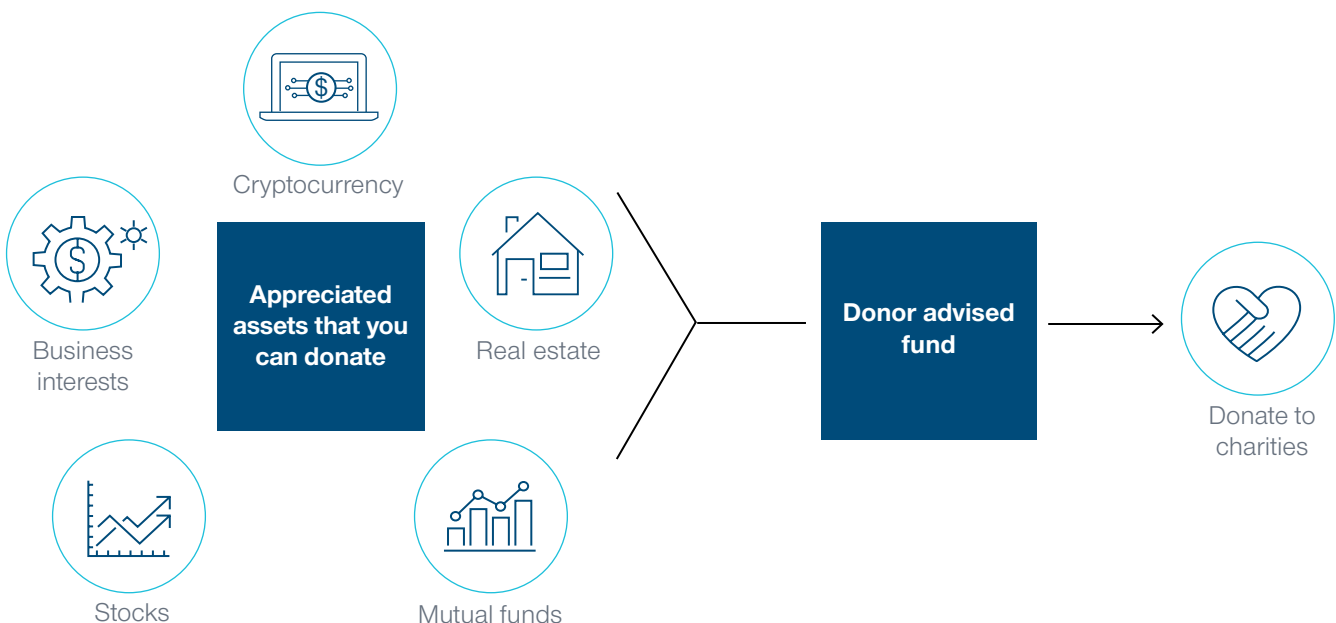 Cryptocurrency
Business
interests
Appreciated
assets that you
can donate
Real estate
Stocks
Mutual funds
Donor advised
fund
Donate to
charities